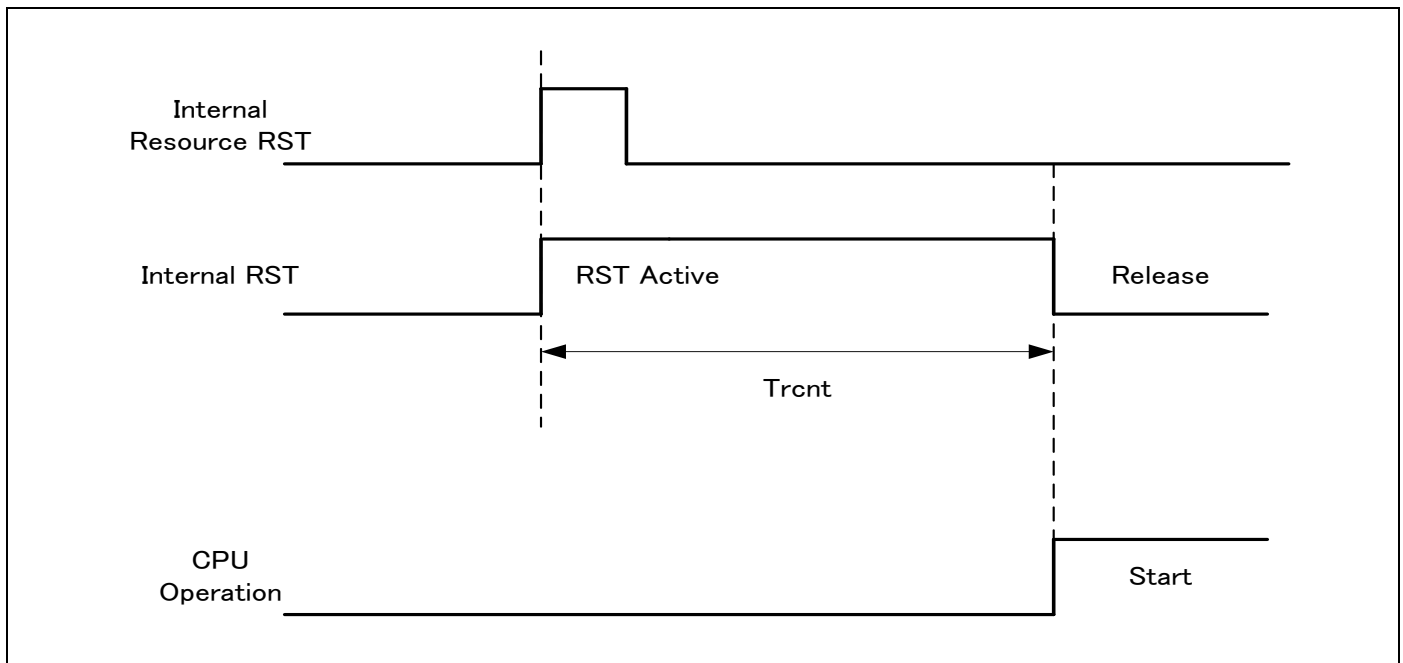 Internal
Resource RST
Internal RST
RST Active
Release
Trcnt
CPU
Operation
Start